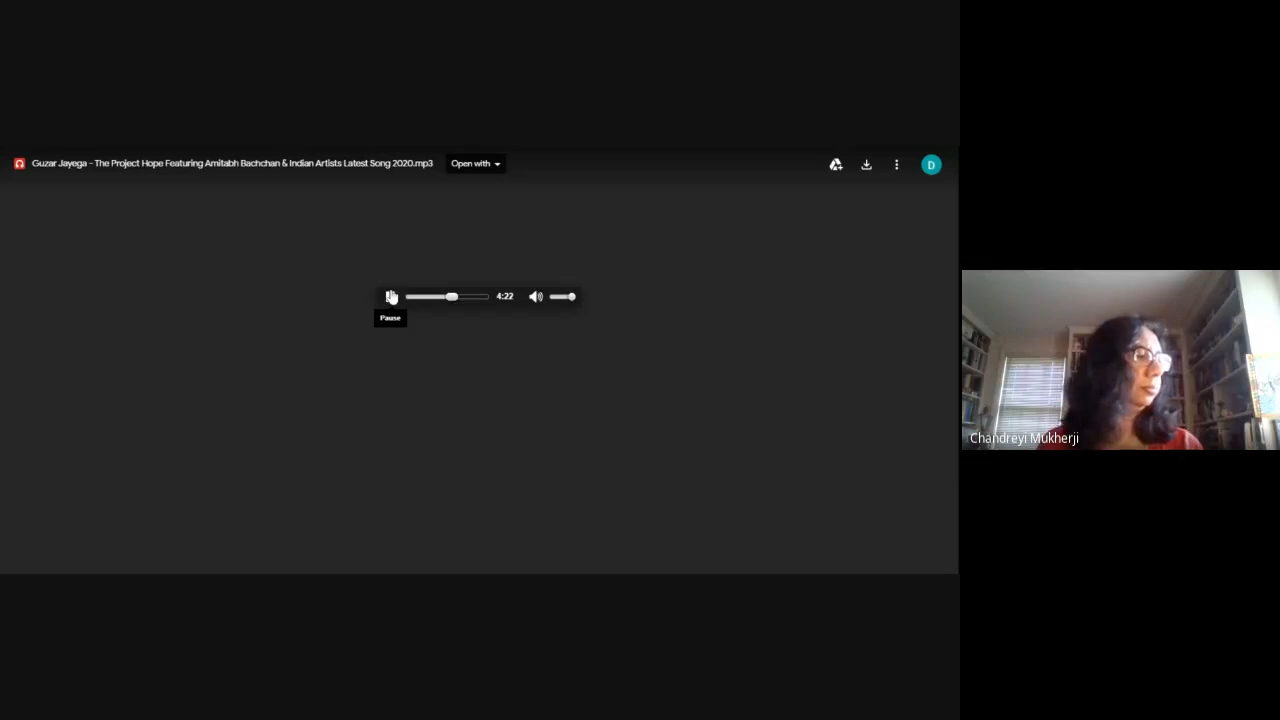 Guzar Jayega - The Project Hope Featuring Amitabh Bachchan & Indian Artists Latest Song 2020.mp3
Open with
D
4:22
Pause
Chandreyi Mukherji